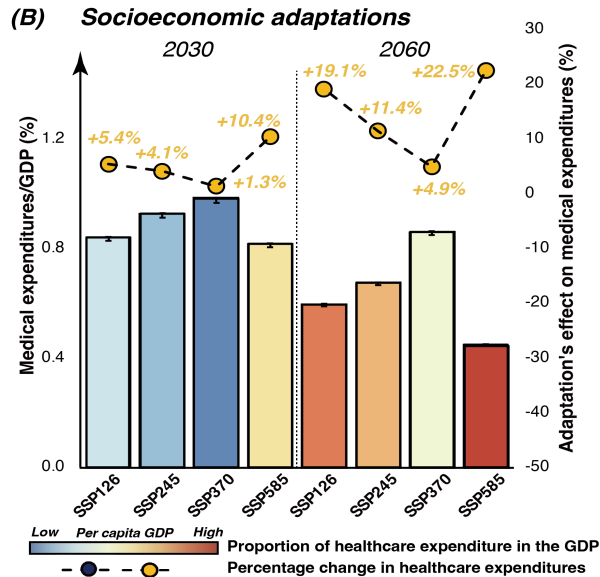 (B) Socioeconomic adaptations
2030
2060
Medical expenditures/GDP (%)
1.2
0.8
0.4
0.0
+5.4%
+4.1%
+1.3%
+10.4%
+19.1%
+11.4%
+4.9%
+22.5%
30
20
10
0
-10
-20
-30
-40
-50
Adaptation's effect on medical expenditures (%)
SSP126
SSP245
SSP370
SSP585
SSP126
SSP245
SSP370
SSP585
Low Per capita GDP High
Proportion of healthcare expenditure in the GDP
Percentage change in healthcare expenditures